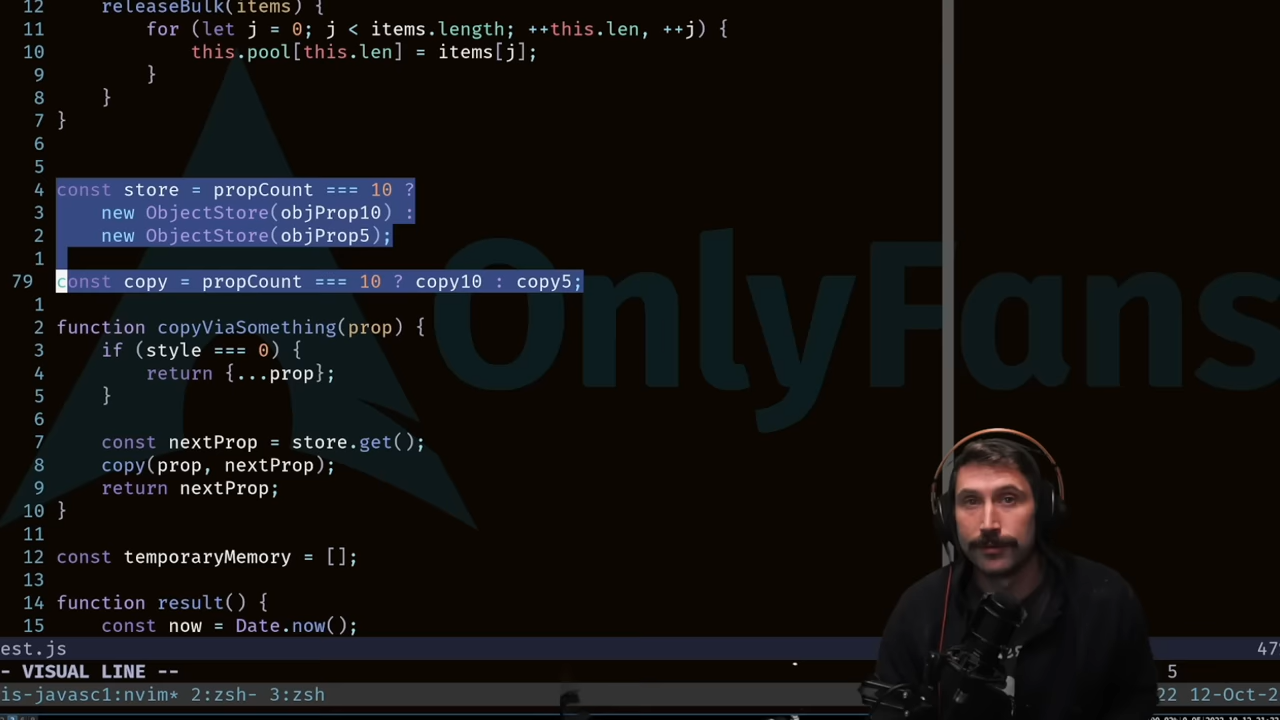 12 releaseBulk(items) {
11 for (let j = 0; j < items.length; ++this.len, ++j) {
10 this.pool[this.len] = items[j];
9 }
8 }
7 }
6
5
4 const store = propCount === 10 ?
3 new ObjectStore(objProp10) :
2 new ObjectStore(objProp5);
1
79 const copy = propCount === 10 ? copy10 : copy5;
1
2 function copyViaSomething(prop) {
3 if (style === 0) {
4 return {...prop};
5 }
6
7 const nextProp = store.get();
8 copy(prop, nextProp);
9 return nextProp;
10 }
11
12 const temporaryMemory = [];
13
14 function result() {
15 const now = Date.now();
OnlyFans
est.js 47%
- VISUAL LINE -- 5
is-javasc1:nvim* 2:zsh- 3:zsh 22 12-Oct-2